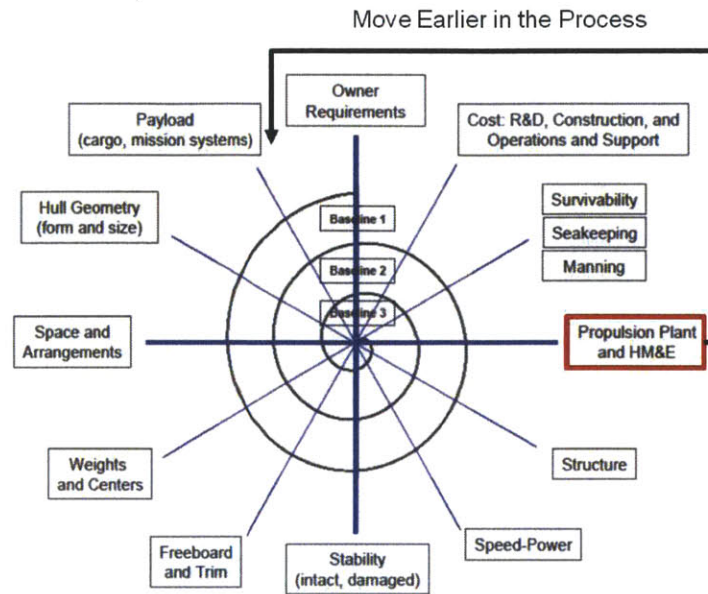 Move Earlier in the Process
Owner
Requirements
Payload
(cargo, mission systems)
Cost: R&D, Construction, and
Operations and Support
Hull Geometry
(form and size)
Baseline 1
Survivability
Seakeeping
Manning
Baseline 2
Baseline 3
Space and
Arrangements
Propulsion Plant
and HM&E
Weights
and Centers
Structure
Freeboard
and Trim
Stability
(intact, damaged)
Speed-Power